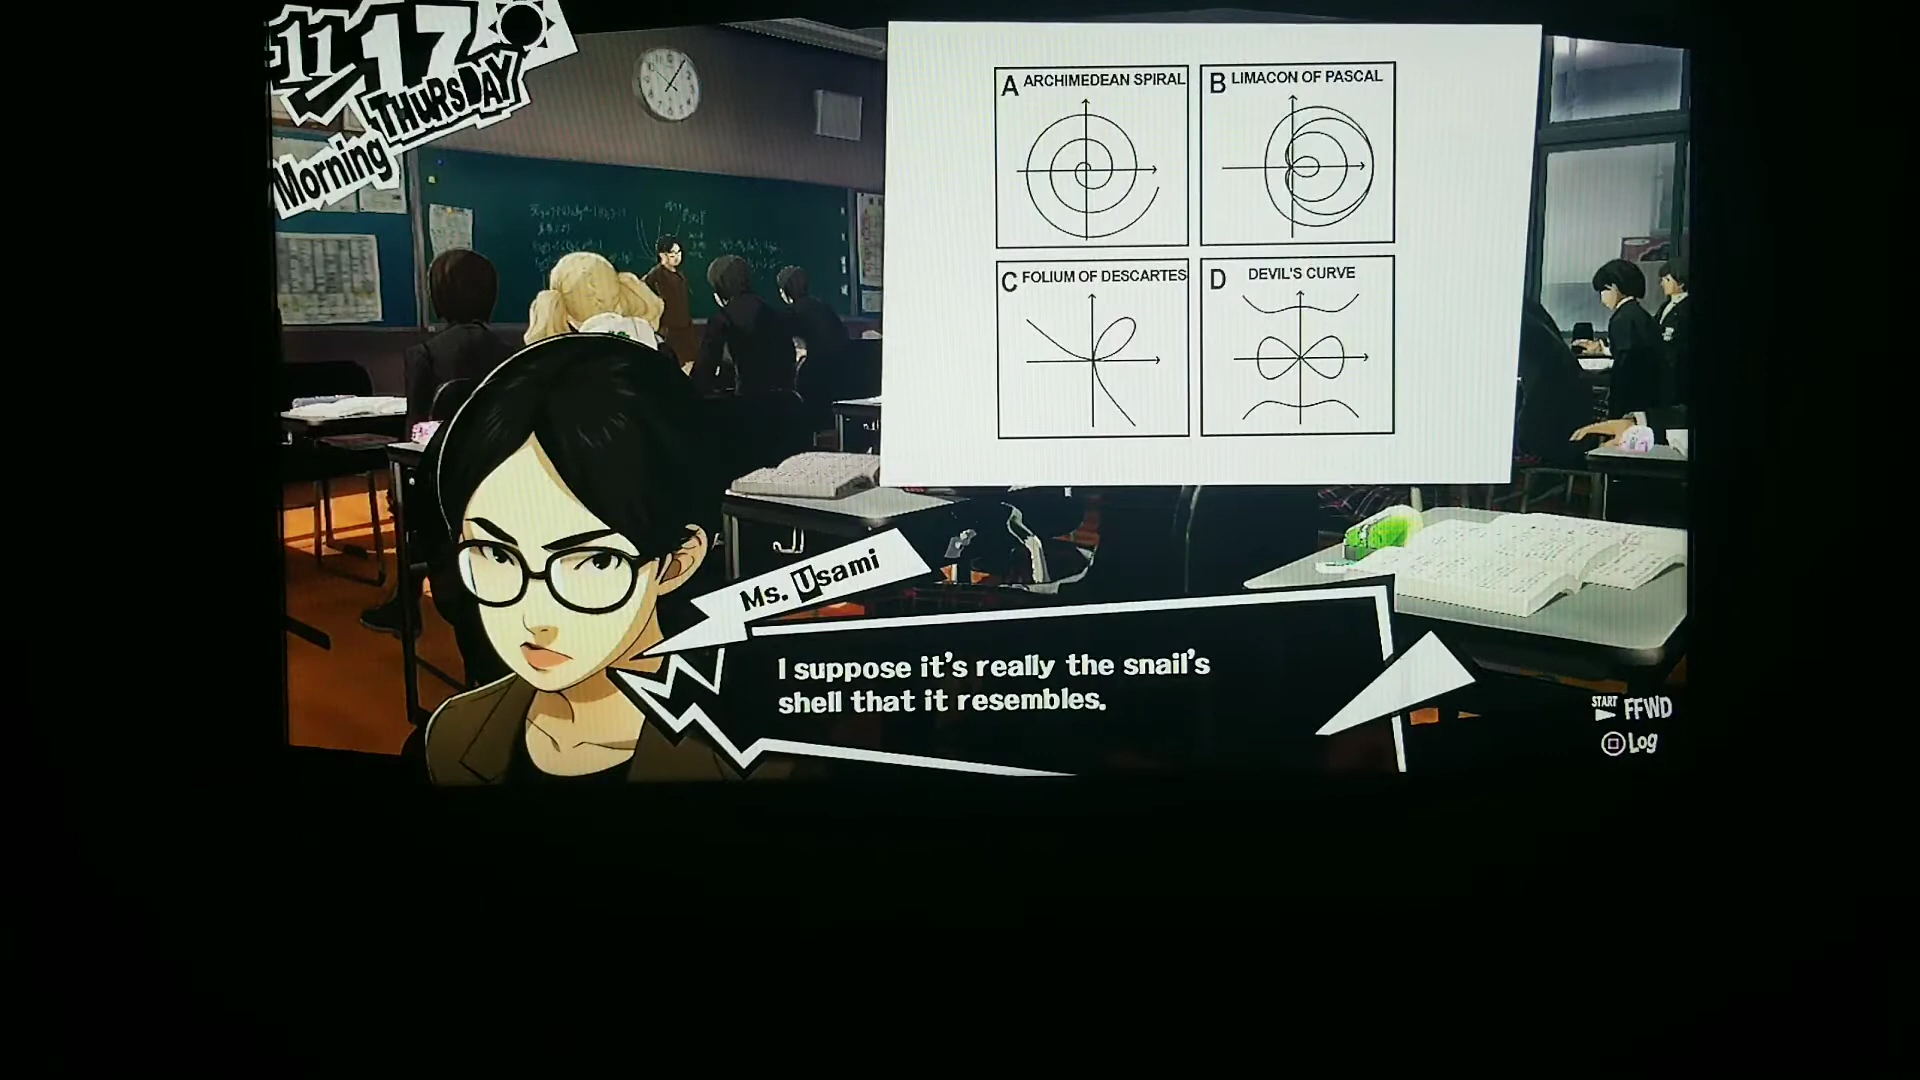 11/17
THURSDAY
Morning
A ARCHIMEDEAN SPIRAL
B LIMACON OF PASCAL
C FOLIUM OF DESCARTES
D DEVIL'S CURVE
Ms. Usami
I suppose it's really the snail's
shell that it resembles.
START
FFWD
Log